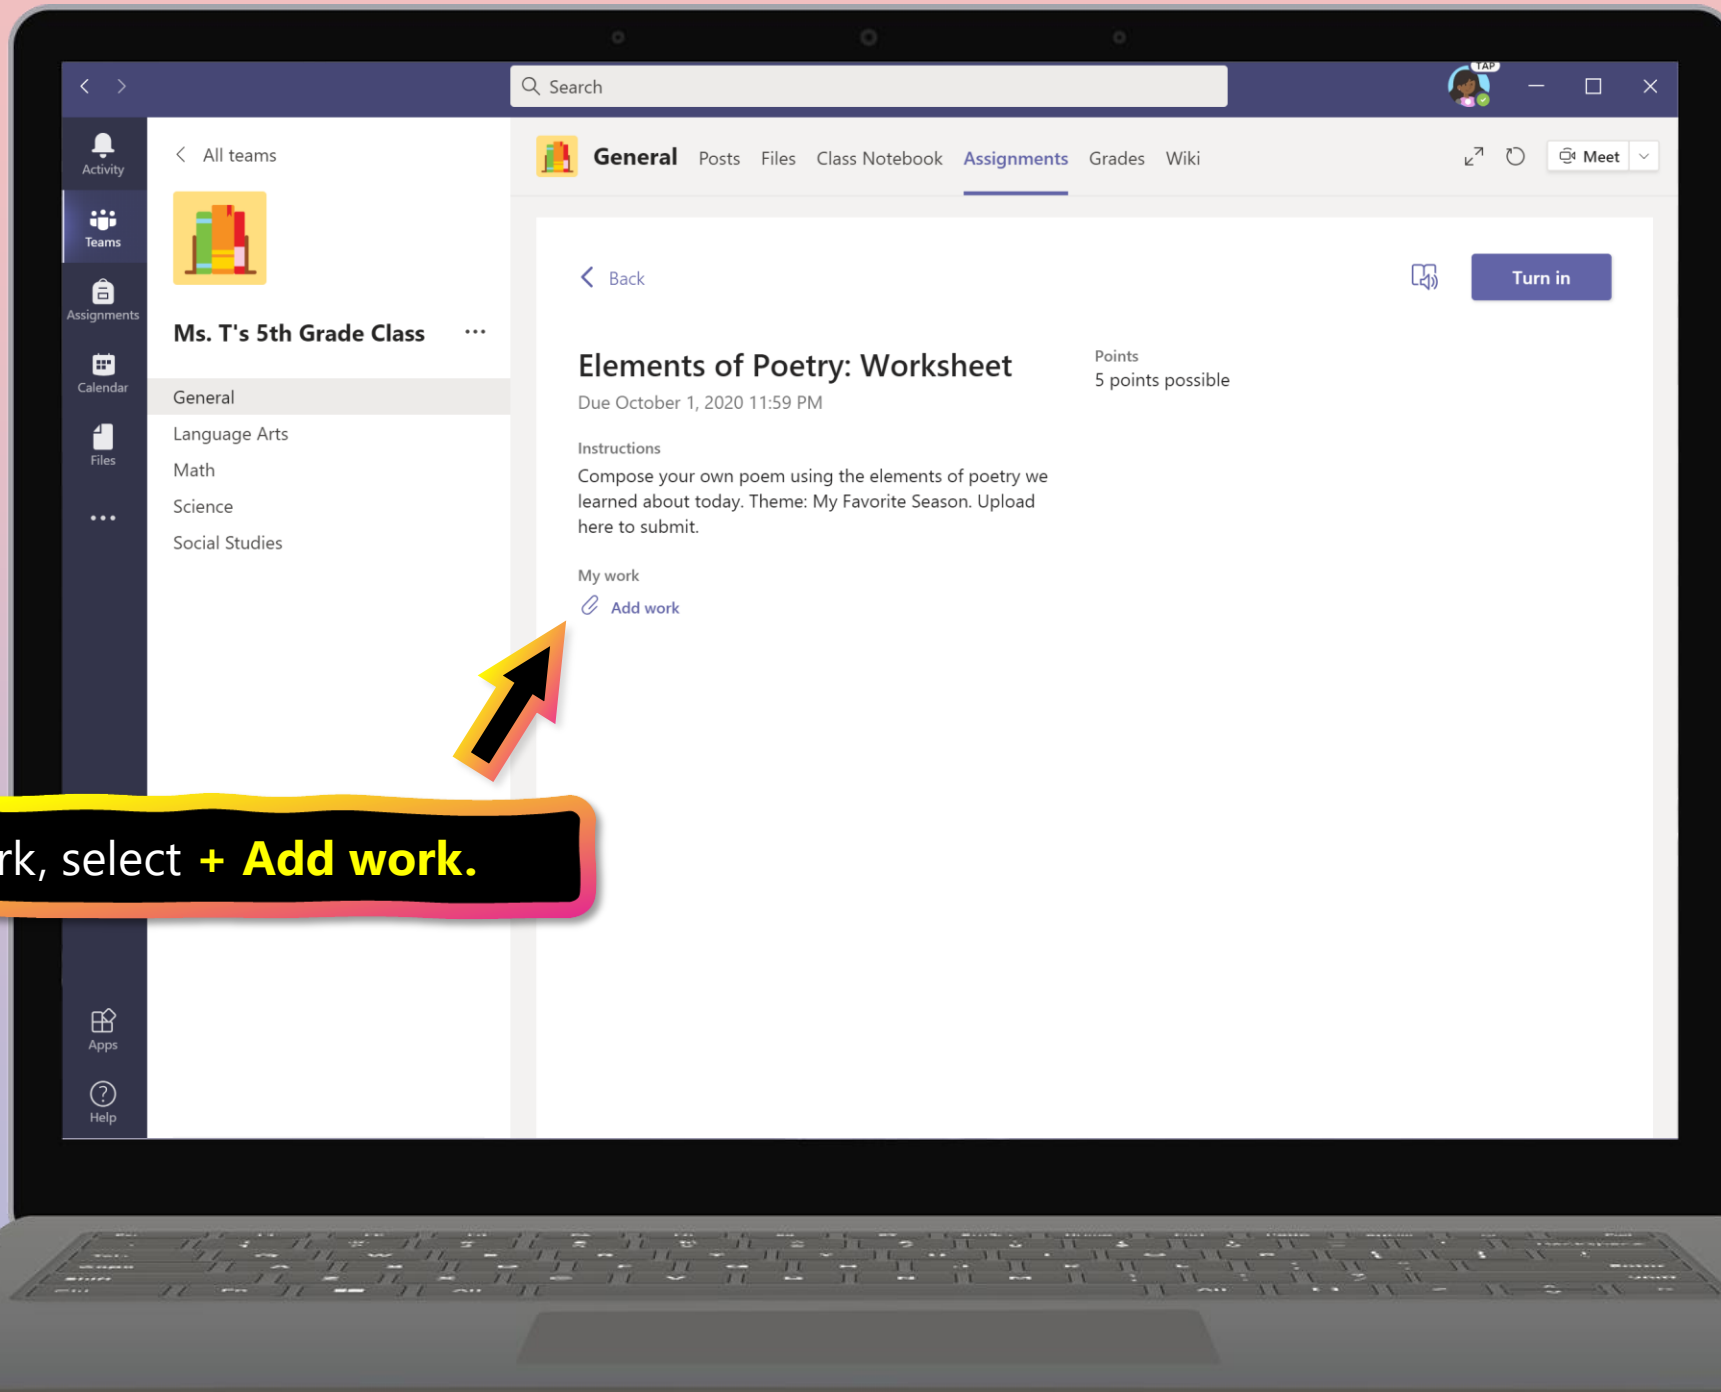 Search
TAP
Activity
Teams
Assignments
Calendar
Files
Apps
Help
All teams
Ms. T's 5th Grade Class
General
Language Arts
Math
Science
Social Studies
General Posts Files Class Notebook Assignments Grades Wiki
Meet
Back
Turn in
Elements of Poetry: Worksheet
Due October 1, 2020 11:59 PM
Points
5 points possible
Instructions
Compose your own poem using the elements of poetry we
learned about today. Theme: My Favorite Season. Upload
here to submit.
My work
Add work
rk, select + Add work.